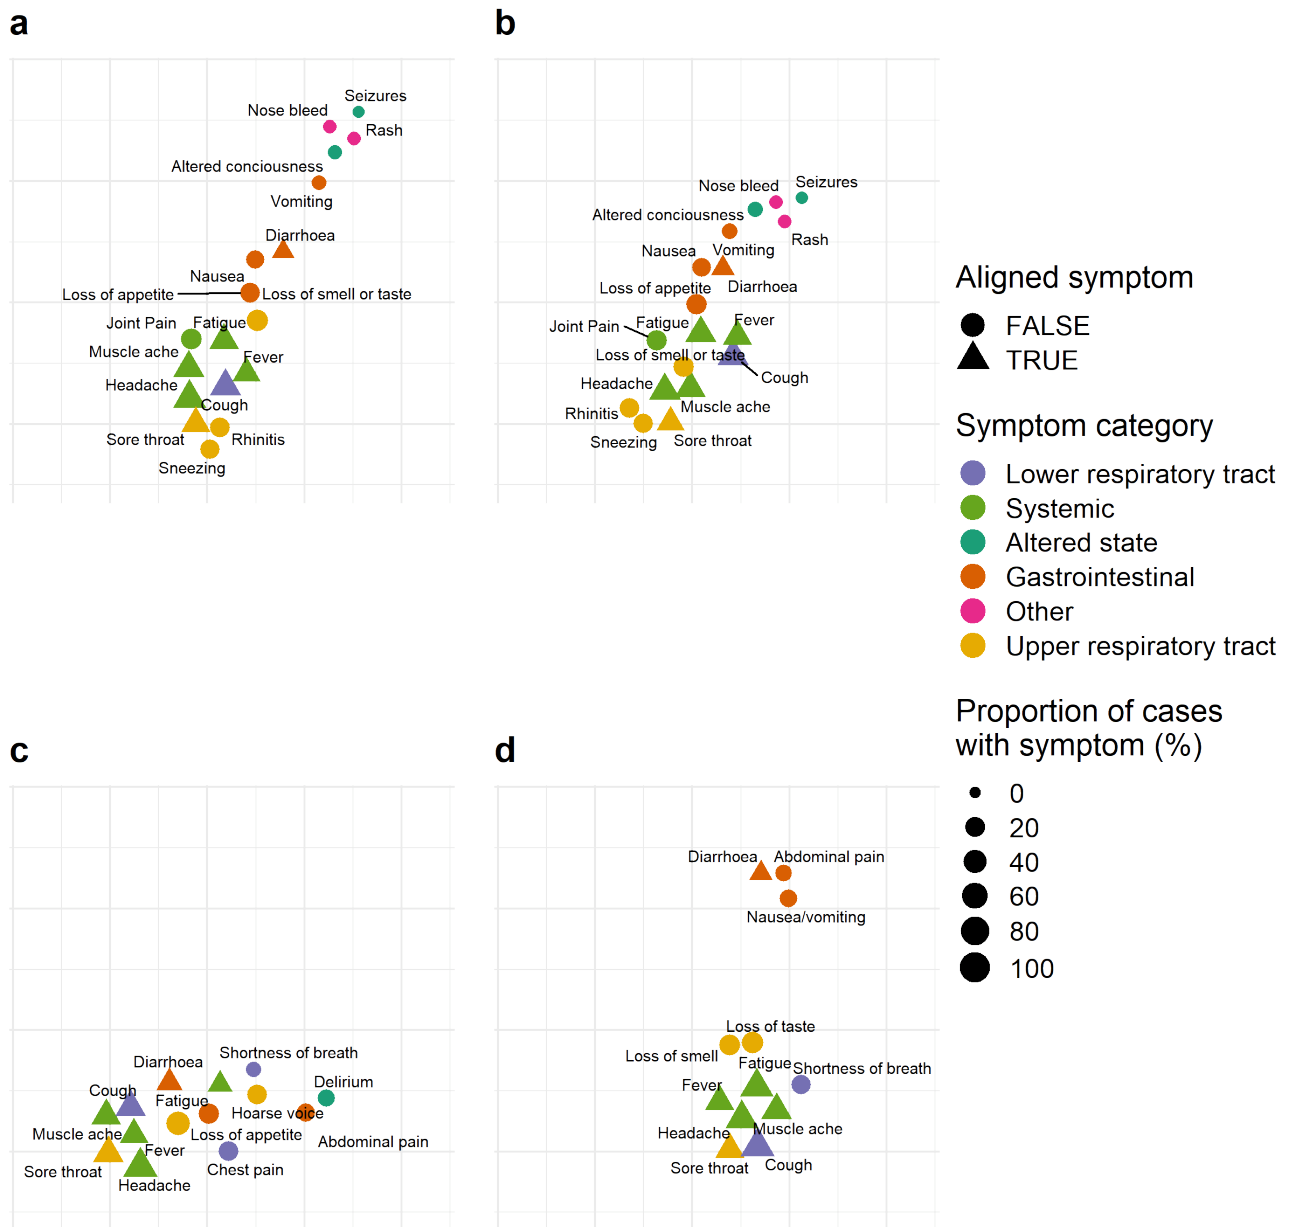 a
Seizures
Nose bleed
Rash
Altered conciousness
Vomiting
Diarrhoea
Nausea
Loss of appetite
Loss of smell or taste
Joint Pain
Fatigue
Muscle ache
Fever
Headache
Cough
Sore throat
Rhinitis
Sneezing
b
Seizures
Nose bleed
Altered conciousness
Rash
Nausea
Vomiting
Loss of appetite
Diarrhoea
Joint Pain
Fatigue
Fever
Loss of smell or taste
Cough
Headache
Muscle ache
Rhinitis
Sneezing
Sore throat
c
Shortness of breath
Diarrhoea
Delirium
Cough
Fatigue
Hoarse voice
Muscle ache
Loss of appetite
Abdominal pain
Fever
Sore throat
Chest pain
Headache
d
Diarrhoea
Abdominal pain
Nausea/vomiting
Loss of taste
Loss of smell
Fatigue
Shortness of breath
Fever
Headache
Muscle ache
Sore throat
Cough
Aligned symptom
FALSE
TRUE
Symptom category
Lower respiratory tract
Systemic
Altered state
Gastrointestinal
Other
Upper respiratory tract
Proportion of cases
with symptom (%)
0
20
40
60
80
100